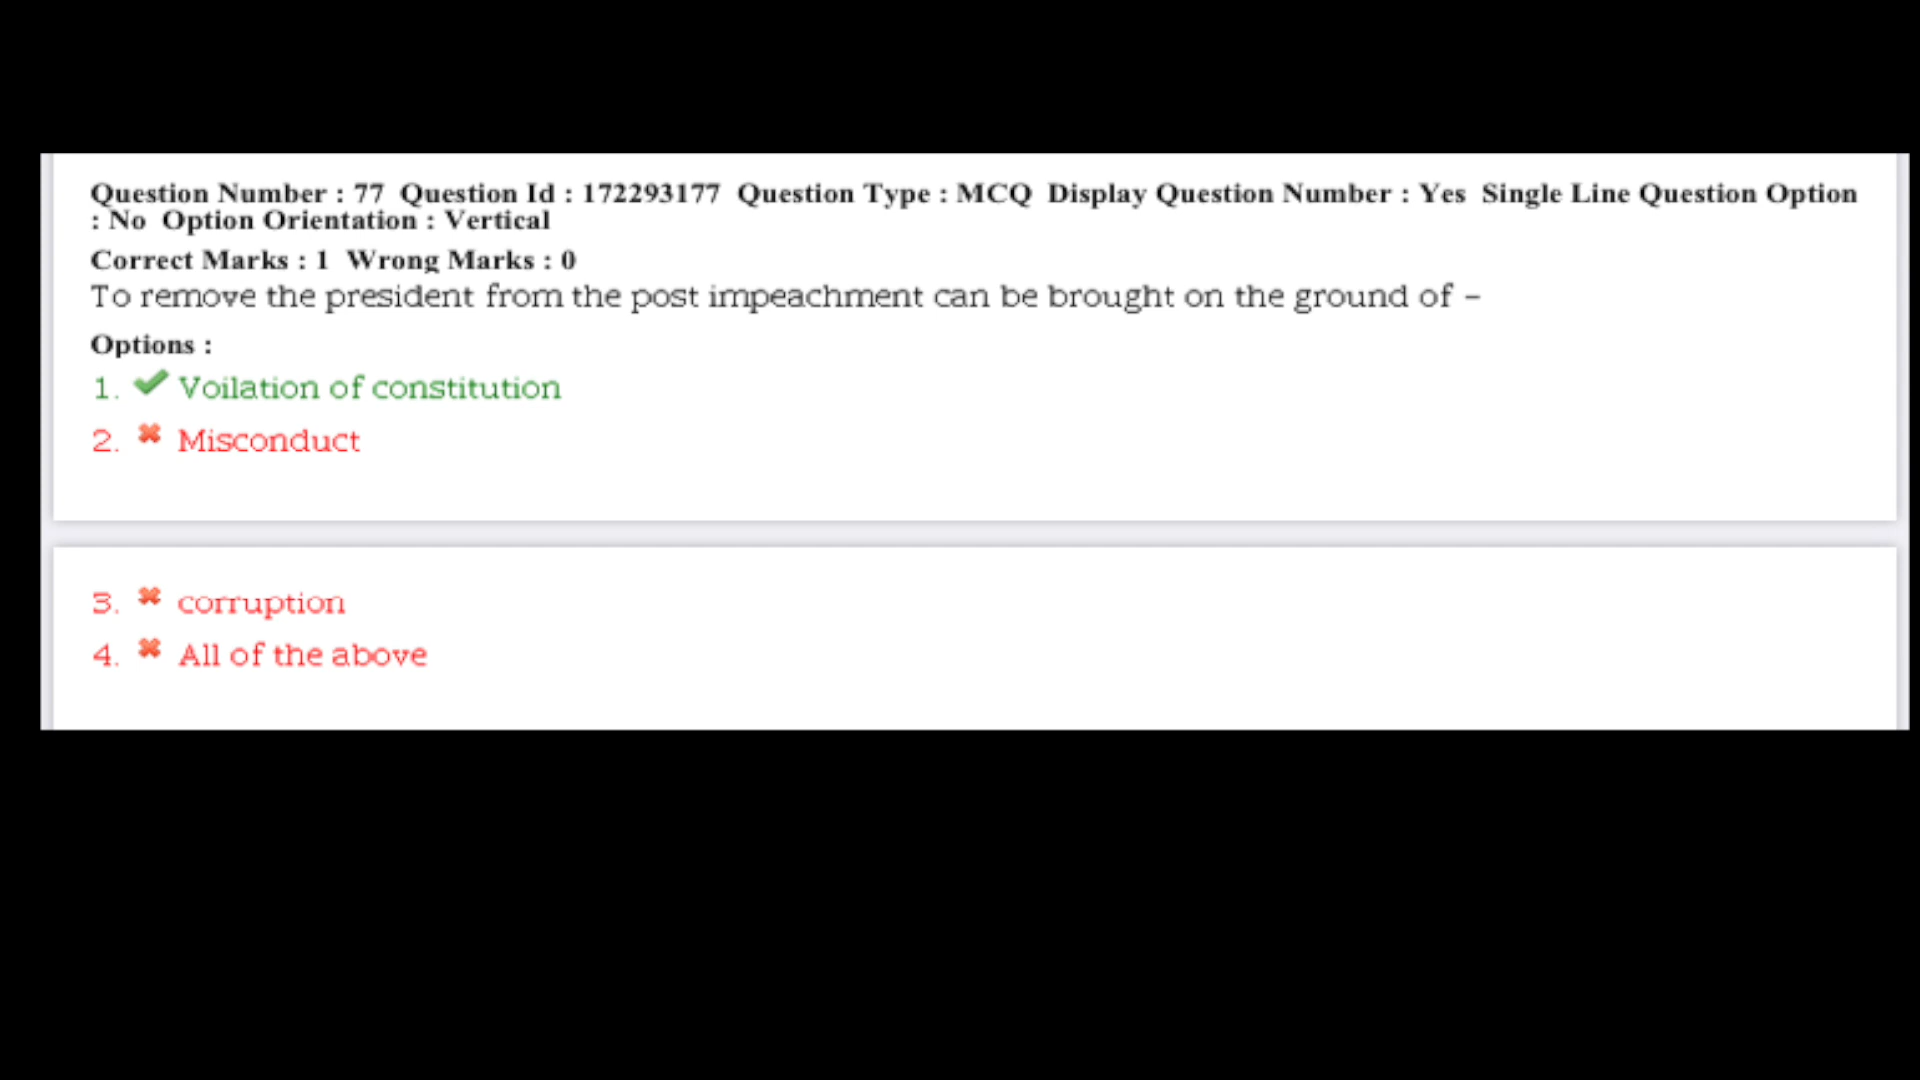 Question Number : 77 Question Id : 172293177 Question Type : MCQ Display Question Number : Yes Single Line Question Option
: No Option Orientation : Vertical
Correct Marks : 1 Wrong Marks : 0
To remove the president from the post impeachment can be brought on the ground of –
Options :
1. Voilation of constitution
2. Misconduct
3. corruption
4. All of the above